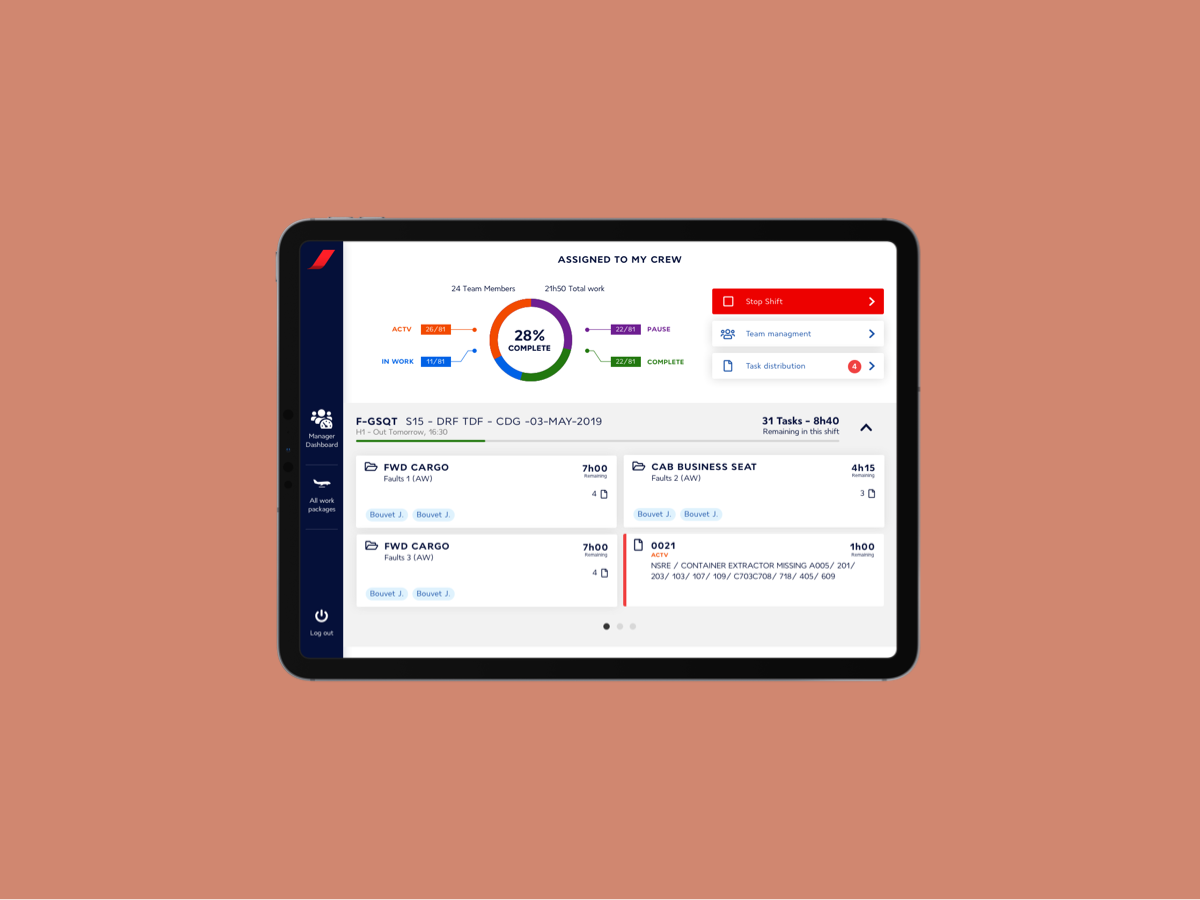 ASSIGNED TO MY CREW
24 Team Members
21h50 Total work
ACTV
26/81
IN WORK
11/81
28%
COMPLETE
22/81
PAUSE
22/81
COMPLETE
Stop Shift
Team managment
Task distribution
4
Manager
Dashboard
All work
packages
Log out
F-GSQT S15 - DRF TDF - CDG -03-MAY-2019
H1 - Out Tomorrow, 16:30
31 Tasks - 8h40
Remaining in this shift
FWD CARGO
Faults 1 (AW)
7h00
Remaining
4
Bouvet J. Bouvet J.
CAB BUSINESS SEAT
Faults 2 (AW)
4h15
Remaining
3
Bouvet J. Bouvet J.
FWD CARGO
Faults 3 (AW)
7h00
Remaining
4
Bouvet J. Bouvet J.
0021
ACTV
1h00
Remaining
NSRE / CONTAINER EXTRACTOR MISSING A005/ 201/
203/ 103/ 107/ 109/ C703C708/ 718/ 405/ 609